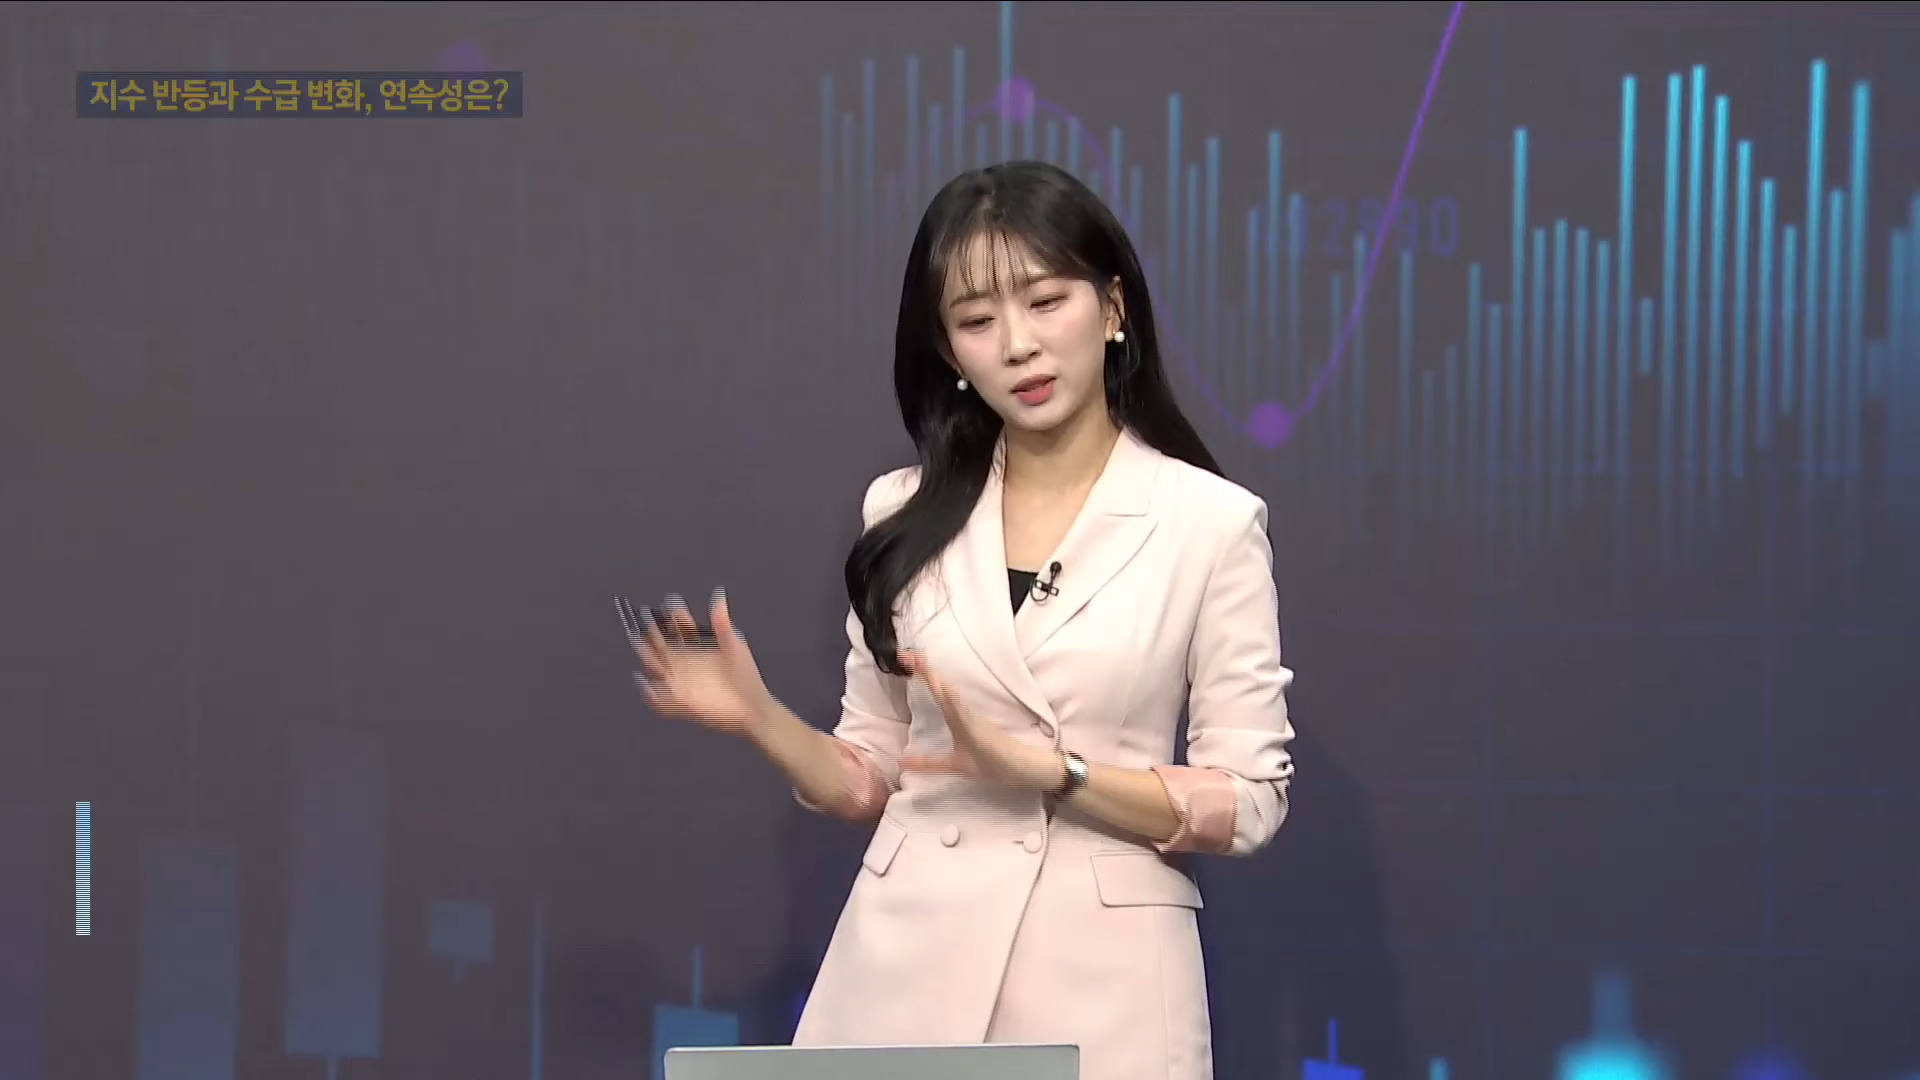 지수 반등과 수급 변화, 연속성은?